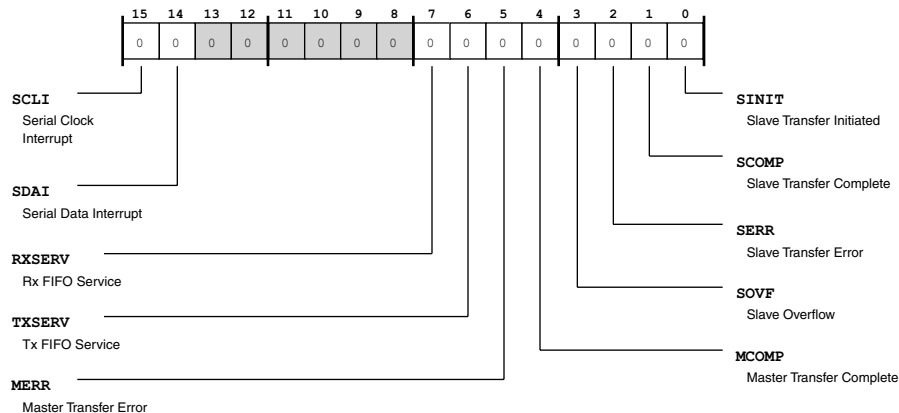 15 14 13 12 11 10 9 8 7 6 5 4 3 2 1 0
0 0 0 0 0 0 0 0 0 0 0 0 0 0 0 0
SCLI
Serial Clock
Interrupt
SDAI
Serial Data Interrupt
RXSERV
Rx FIFO Service
TXSERV
Tx FIFO Service
MERR
Master Transfer Error
SINIT
Slave Transfer Initiated
SCOMP
Slave Transfer Complete
SERR
Slave Transfer Error
SOVF
Slave Overflow
MCOMP
Master Transfer Complete